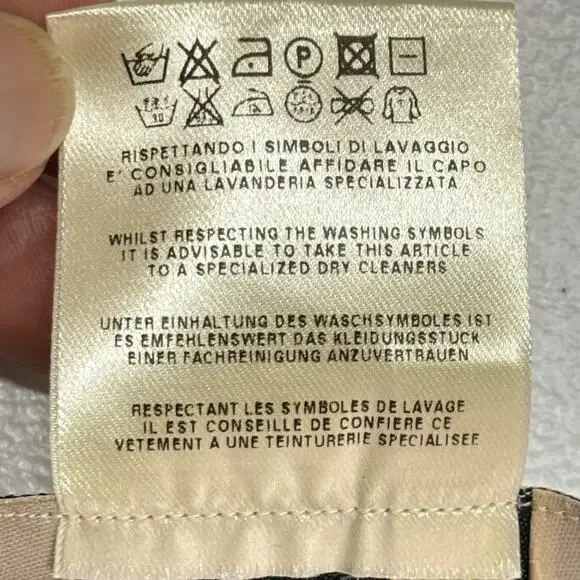 P
30
RISPETTANDO I SIMBOLI DI LAVAGGIO
E' CONSIGLIABILE AFFIDARE IL CAPO
AD UNA LAVANDERIA SPECIALIZZATA
WHILST RESPECTING THE WASHING SYMBOLS
IT IS ADVISABLE TO TAKE THIS ARTICLE
TO A SPECIALIZED DRY CLEANERS
UNTER EINHALTUNG DES WASCHSYMBOLES IST
ES EMFEHLENSWERT DAS KLEIDUNGSSTUCK
EINER FACHREINIGUNG ANZUVERTRAUEN
RESPECTANT LES SYMBOLES DE LAVAGE
IL EST CONSEILLE DE CONFIERE CE
VETEMENT A UNE TEINTURERIE SPECIALISEE